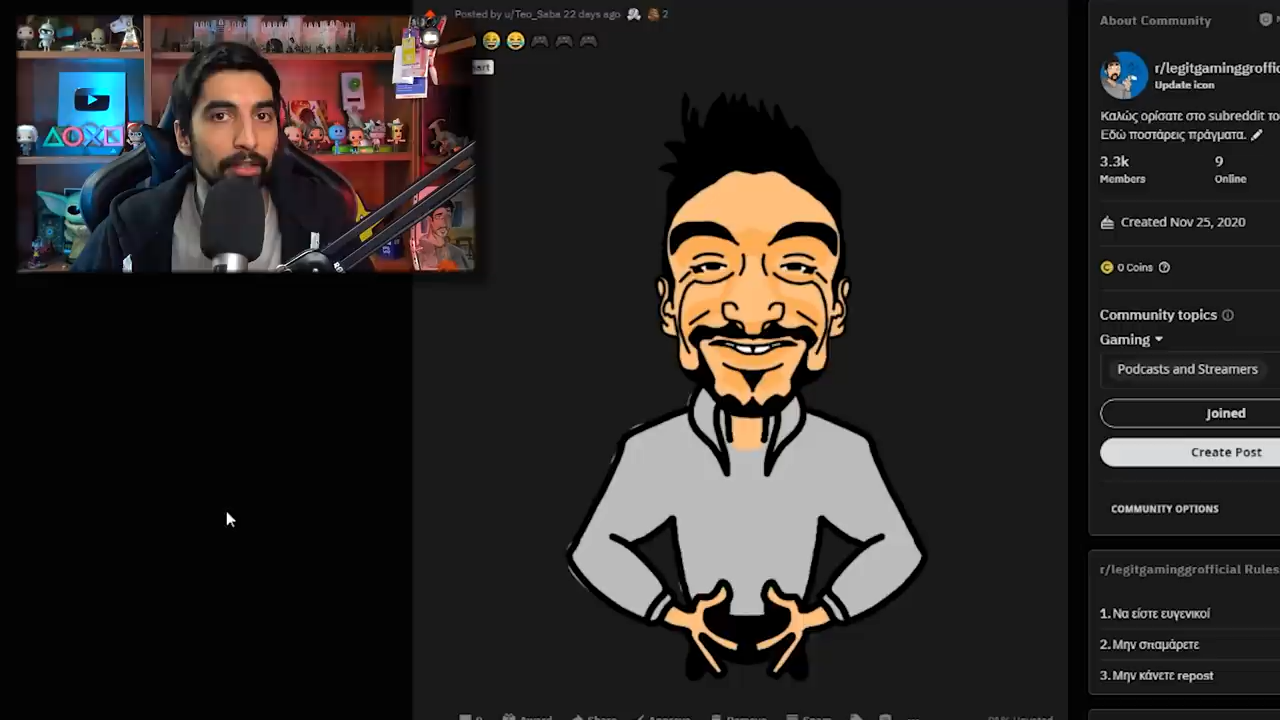 Posted by u/Teo_Saba 22 days ago
2
About Community
Update icon
Καλώς ορίσατε στο subreddit
Εδώ ποστάρεις πράγματα.
3.3k
9
Members
Online
Created Nov 25, 2020
0 Coins
Community topics
Gaming
Podcasts and Streamers
Joined
Create Post
COMMUNITY OPTIONS
r/legitgaminggrofficial Rules
1. Να είστε ευγενικοί
2. Μην σπαμάρετε
3. Μην κάνετε repost